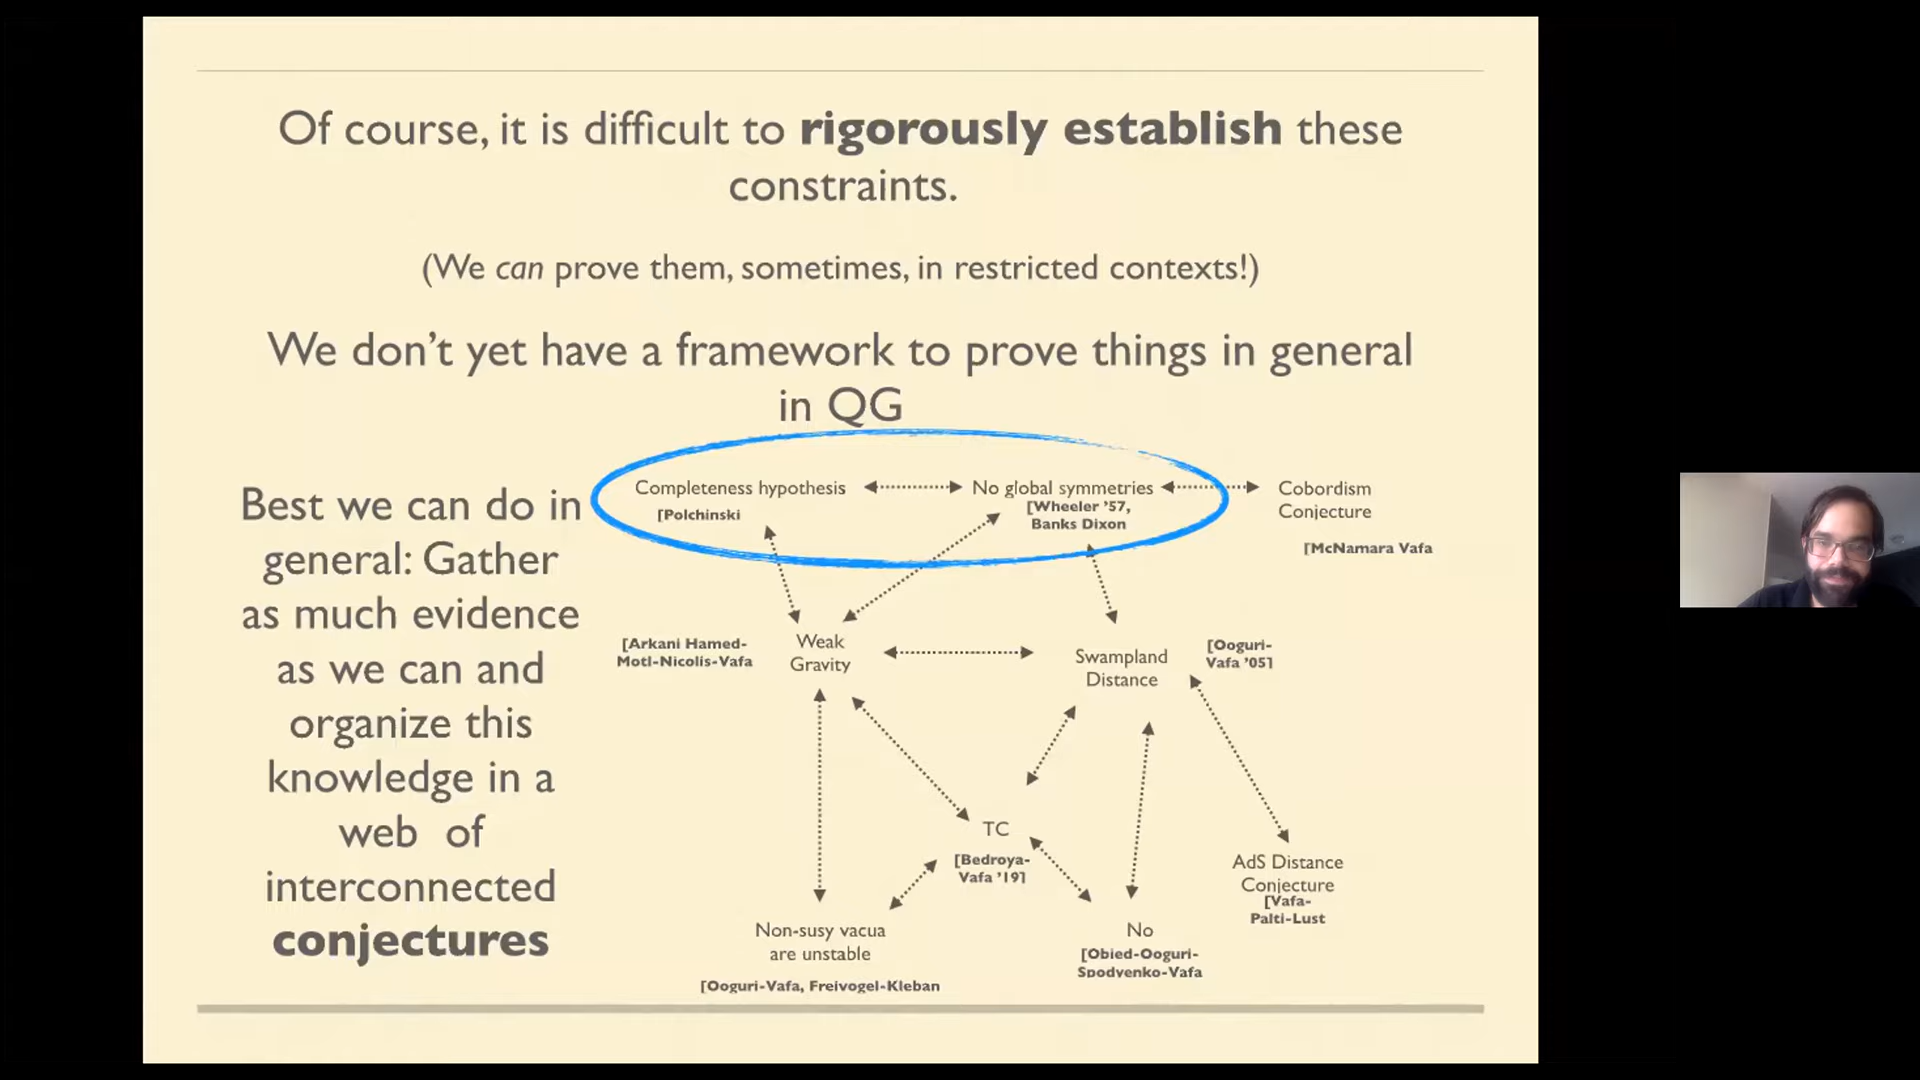 Of course, it is difficult to rigorously establish these
constraints.
(We can prove them, sometimes, in restricted contexts!)
We don't yet have a framework to prove things in general
in QG
Best we can do in
general: Gather
as much evidence
as we can and
organize this
knowledge in a
web of
interconnected
conjectures
Completeness hypothesis
[Polchinski
No global symmetries
[Wheeler '57,
Banks Dixon
Cobordism
Conjecture
[McNamara Vafa
[Arkani Hamed-
Motl-Nicolis-Vafa
Weak
Gravity
Swampland
Distance
[Ooguri-
Vafa '05]
TC
[Bedroya-
Vafa '19]
AdS Distance
Conjecture
[Vafa-
Palti-Lust
Non-susy vacua
are unstable
[Ooguri-Vafa, Freivogel-Kleban
No
[Obied-Ooguri-
Spodyenko-Vafa